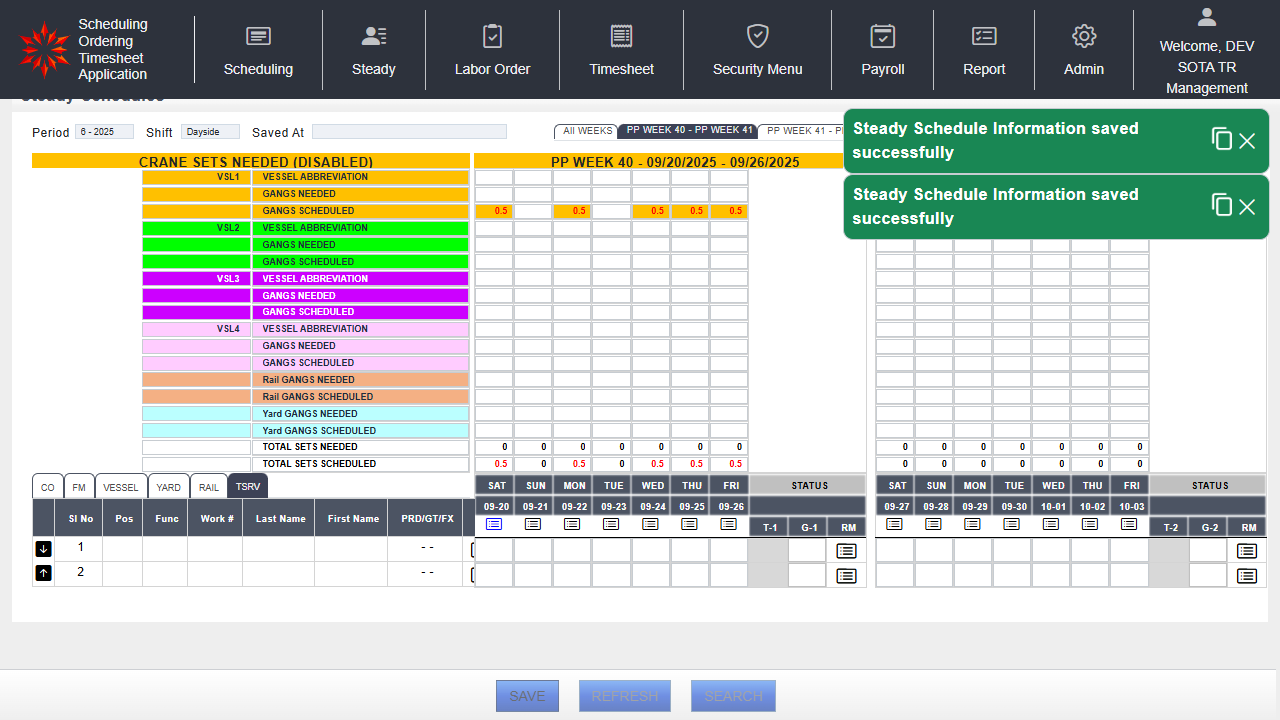 Scheduling
Ordering
Timesheet
Application
Scheduling
Steady
Labor Order
Timesheet
Security Menu
Payroll
Report
Admin
Welcome, DEV
SOTA TR
Management
Steady Schedules
Period 6 - 2025 Shift Dayside Saved At
All WEEKS PP WEEK 40 - PP WEEK 41 PP WEEK 41 -
Steady Schedule Information saved
successfully
Steady Schedule Information saved
successfully
CRANE SETS NEEDED (DISABLED) PP WEEK 40 - 09/20/2025 - 09/26/2025
VSL1 VESSEL ABBREVIATION
GANGS NEEDED
GANGS SCHEDULED 0.5 0.5 0.5 0.5 0.5
VSL2 VESSEL ABBREVIATION
GANGS NEEDED
GANGS SCHEDULED
VSL3 VESSEL ABBREVIATION
GANGS NEEDED
GANGS SCHEDULED
VSL4 VESSEL ABBREVIATION
GANGS NEEDED
GANGS SCHEDULED
Rail GANGS NEEDED
Rail GANGS SCHEDULED
Yard GANGS NEEDED
Yard GANGS SCHEDULED
TOTAL SETS NEEDED 0 0 0 0 0 0 0 0 0 0 0 0 0 0
TOTAL SETS SCHEDULED 0.5 0 0.5 0 0.5 0.5 0.5 0 0 0 0 0 0 0
CO FM VESSEL YARD RAIL TSRV
SAT SUN MON TUE WED THU FRI STATUS SAT SUN MON TUE WED THU FRI STATUS
09-20 09-21 09-22 09-23 09-24 09-25 09-26 09-27 09-28 09-29 09-30 10-01 10-02 10-03
Sl No Pos Func Work # Last Name First Name PRD/GT/FX T-1 G-1 RM T-2 G-2 RM
1 - -
2 - -
SAVE REFRESH SEARCH